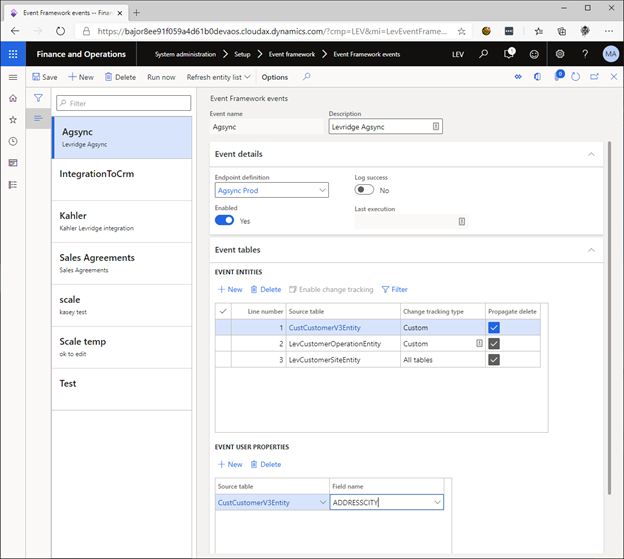 Event Framework events -- Finan
https://bajor8ee91f059a4d61b0devaos.cloudax.dynamics.com/?cmp=LEV&mi=LevEventFrame...
Finance and Operations
System administration > Setup > Event framework > Event Framework events
LEV
1
MA
Save
New
Delete
Run now
Refresh entity list
Options
0
Filter
Agsync
Levridge Agsync
IntegrationToCrm
Kahler
Kahler Levridge integration
Sales Agreements
Sales Agreements
scale
kasey test
Scale temp
ok to edit
Test
Event Framework events
Event name
Description
Agsync
Levridge Agsync
Event details
Endpoint definition
Log success
Agsync Prod
No
Enabled
Last execution
Yes
Event tables
EVENT ENTITIES
New
Delete
Enable change tracking
Filter
Line number Source table Change tracking type Propagate delete
1 CustCustomerV3Entity Custom
2 LevCustomerOperationEntity Custom
3 LevCustomerSiteEntity All tables
EVENT USER PROPERTIES
New
Delete
Source table Field name
CustCustomerV3Entity ADDRESSCITY